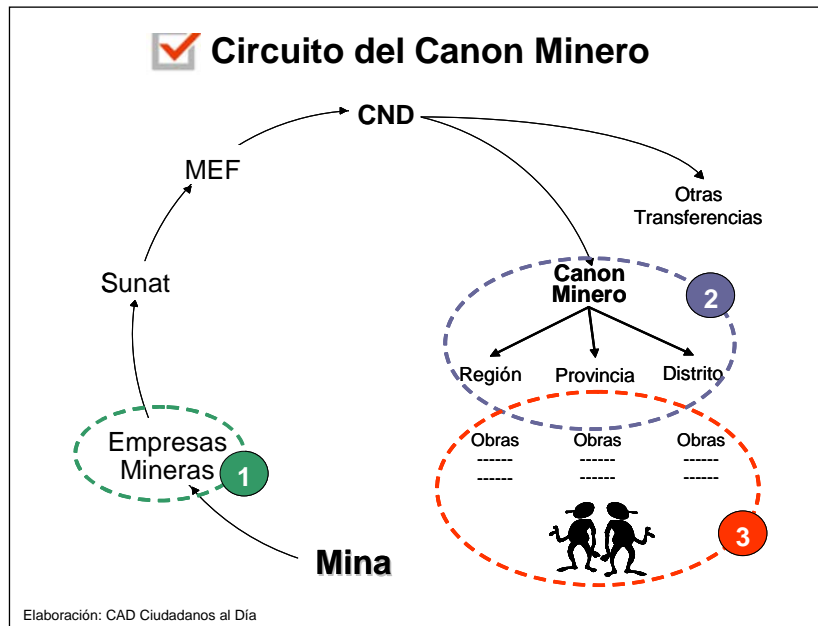 Circuito del Canon Minero
CND
MEF
Otras
Transferencias
Sunat
Canon
Minero
2
Región Provincia Distrito
Empresas
Mineras
1
Obras Obras Obras
------ ------ ------
------ ------ ------
3
Mina
Elaboración: CAD Ciudadanos al Día